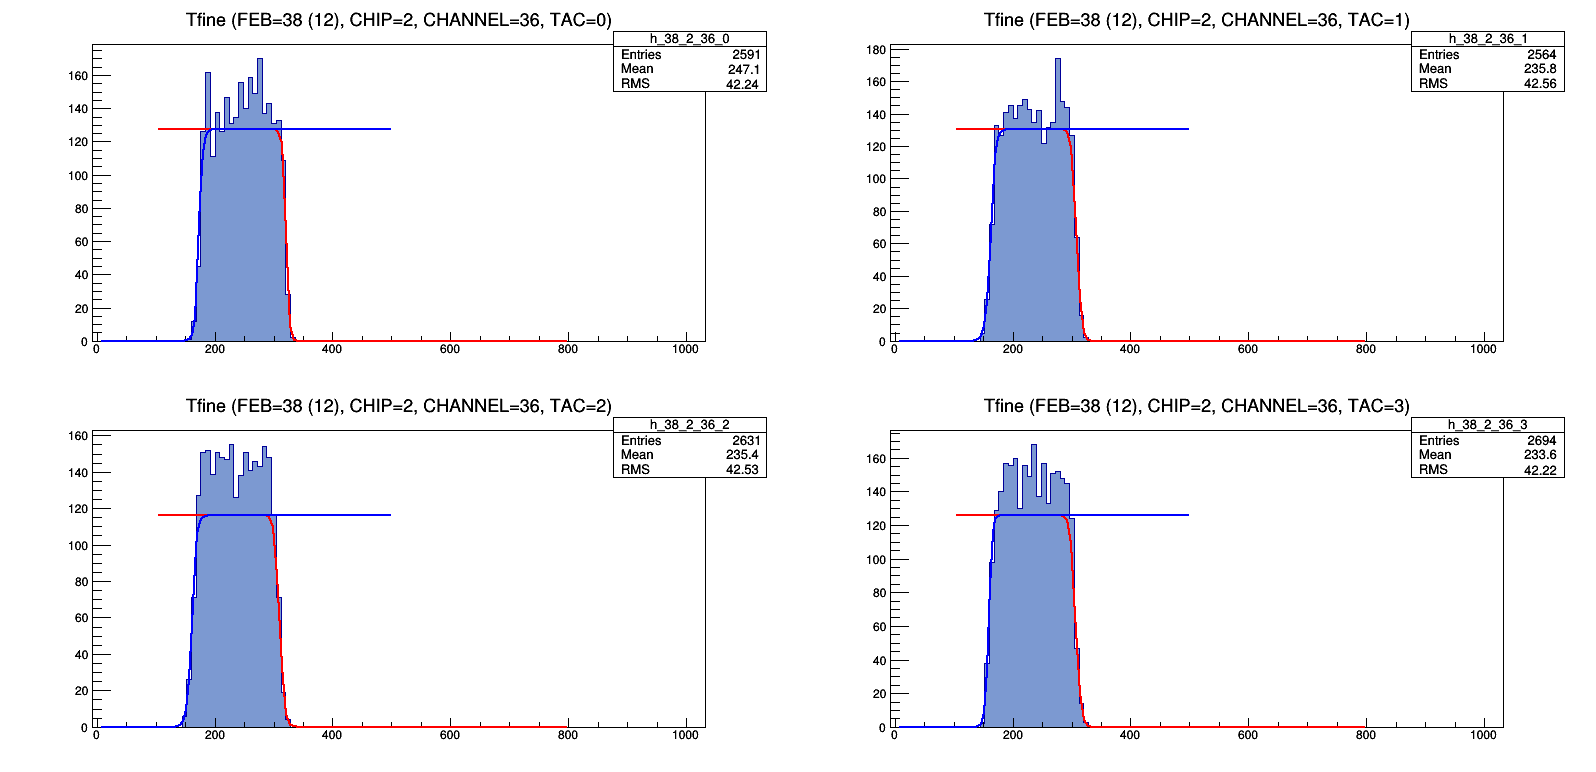 Tfine (FEB=38 (12), CHIP=2, CHANNEL=36, TAC=0)
h_38_2_36_0
Entries 2591
Mean 247.1
RMS 42.24
160
140
120
100
80
60
40
20
0
0 200 400 600 800 1000
Tfine (FEB=38 (12), CHIP=2, CHANNEL=36, TAC=1)
h_38_2_36_1
Entries 2564
Mean 235.8
RMS 42.56
180
160
140
120
100
80
60
40
20
0
0 200 400 600 800 1000
Tfine (FEB=38 (12), CHIP=2, CHANNEL=36, TAC=2)
h_38_2_36_2
Entries 2631
Mean 235.4
RMS 42.53
160
140
120
100
80
60
40
20
0
0 200 400 600 800 1000
Tfine (FEB=38 (12), CHIP=2, CHANNEL=36, TAC=3)
h_38_2_36_3
Entries 2694
Mean 233.6
RMS 42.22
160
140
120
100
80
60
40
20
0
0 200 400 600 800 1000